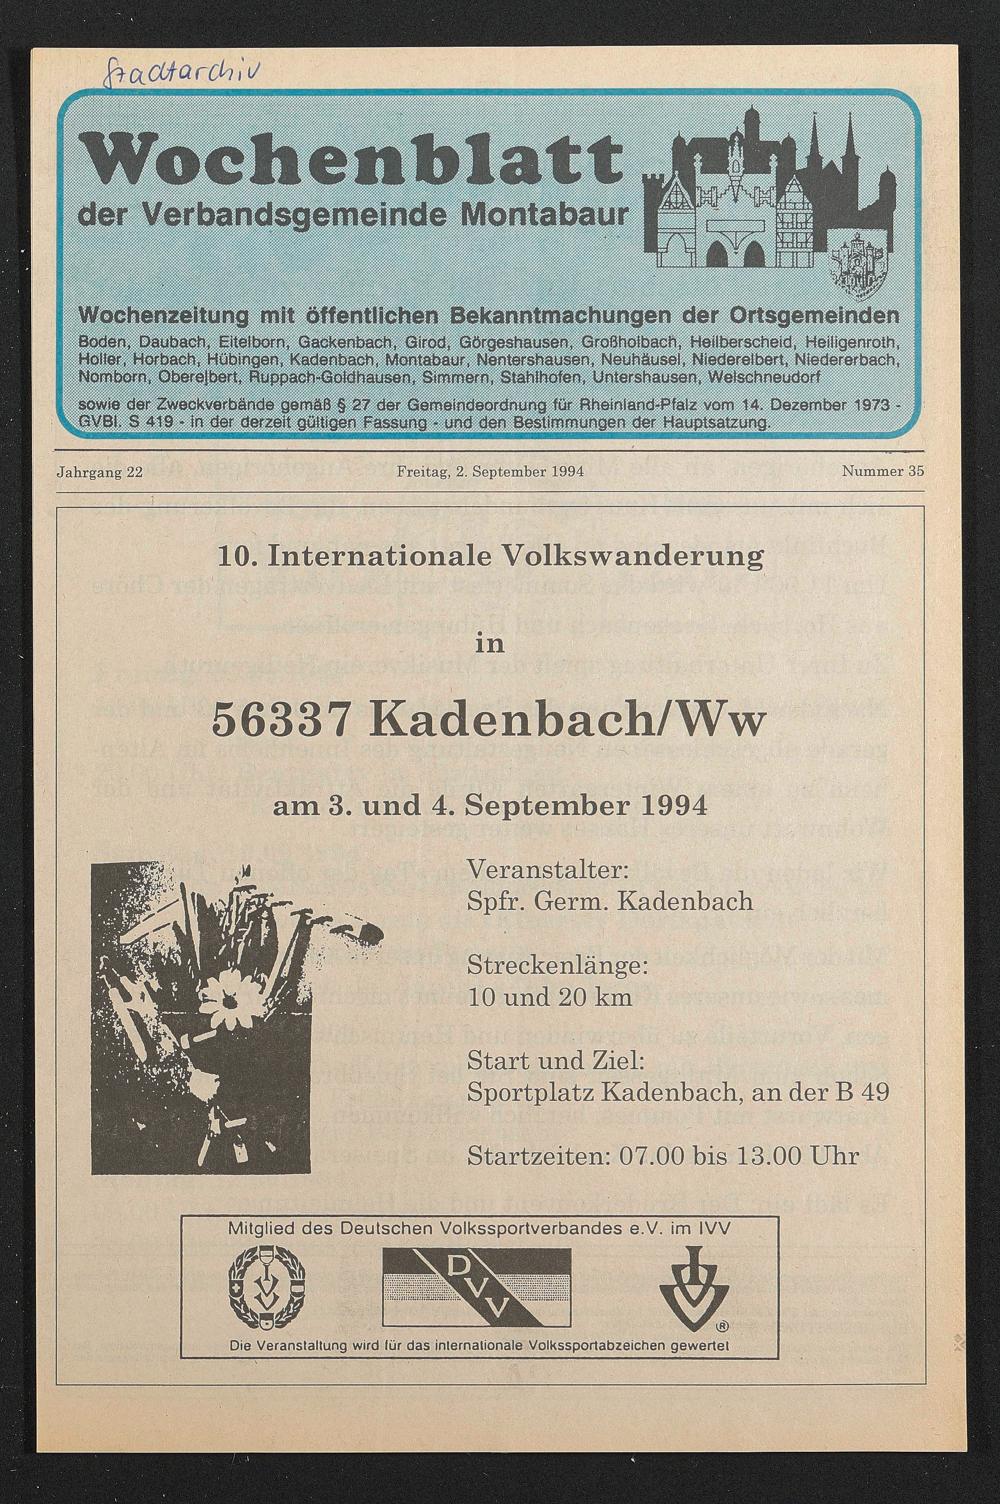 Stadtarchiv
Wochenblatt
der Verbandsgemeinde Montabaur
Wochenzeitung mit öffentlichen Bekanntmachungen der Ortsgemeinden
Boden, Daubach, Eitelborn, Gackenbach, Girod, Görgeshausen, Großholbach, Heilberscheid, Heiligenroth,
Holler, Horbach, Hübingen, Kadenbach, Montabaur, Nentershausen, Neuhäusel, Niederelbert, Niedererbach,
Nomborn, Oberelbert, Ruppach-Goldhausen, Simmern, Stahlhofen, Untershausen, Welschneudorf
sowie der Zweckverbände gemäß § 27 der Gemeindeordnung für Rheinland-Pfalz vom 14. Dezember 1973 -
GVBl. S 419 - in der derzeit gültigen Fassung - und den Bestimmungen der Hauptsatzung.
Jahrgang 22 Freitag, 2. September 1994 Nummer 35
10. Internationale Volkswanderung
in
56337 Kadenbach/Ww
am 3. und 4. September 1994
Veranstalter:
Spfr. Germ. Kadenbach
Streckenlänge:
10 und 20 km
Start und Ziel:
Sportplatz Kadenbach, an der B 49
Startzeiten: 07.00 bis 13.00 Uhr
Mitglied des Deutschen Volkssportverbandes e.V. im IVV
DVV
®
Die Veranstaltung wird für das internationale Volkssportabzeichen gewertet